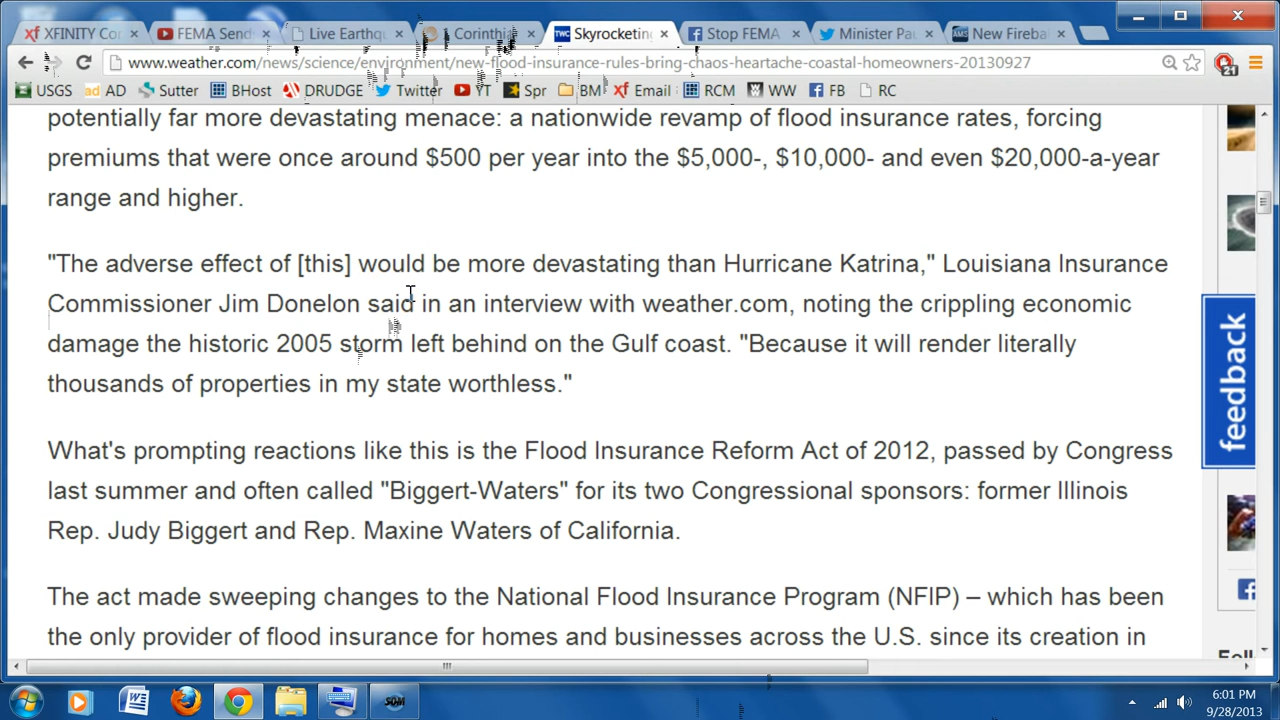 XFINITY Co
FEMA Send
Live Earthq
1 Corinthia
TWC
Skyrocketing
Stop FEMA
Minister Pa
AMS
New Fireba
www.weather.com/news/science/environment/new-flood-insurance-rules-bring-chaos-heartache-coastal-homeowners-20130927
21
USGS
ad AD
Sutter
BHost
DRUDGE
Twitter
YT
Spr
BM
xf Email
RCM
W WW
FB
RC
potentially far more devastating menace: a nationwide revamp of flood insurance rates, forcing
premiums that were once around $500 per year into the $5,000-, $10,000- and even $20,000-a-year
range and higher.
"The adverse effect of [this] would be more devastating than Hurricane Katrina," Louisiana Insurance
Commissioner Jim Donelon said in an interview with weather.com, noting the crippling economic
damage the historic 2005 storm left behind on the Gulf coast. "Because it will render literally
thousands of properties in my state worthless."
feedback
What's prompting reactions like this is the Flood Insurance Reform Act of 2012, passed by Congress
last summer and often called "Biggert-Waters" for its two Congressional sponsors: former Illinois
Rep. Judy Biggert and Rep. Maxine Waters of California.
The act made sweeping changes to the National Flood Insurance Program (NFIP) – which has been
the only provider of flood insurance for homes and businesses across the U.S. since its creation in
6:01 PM
9/28/2013